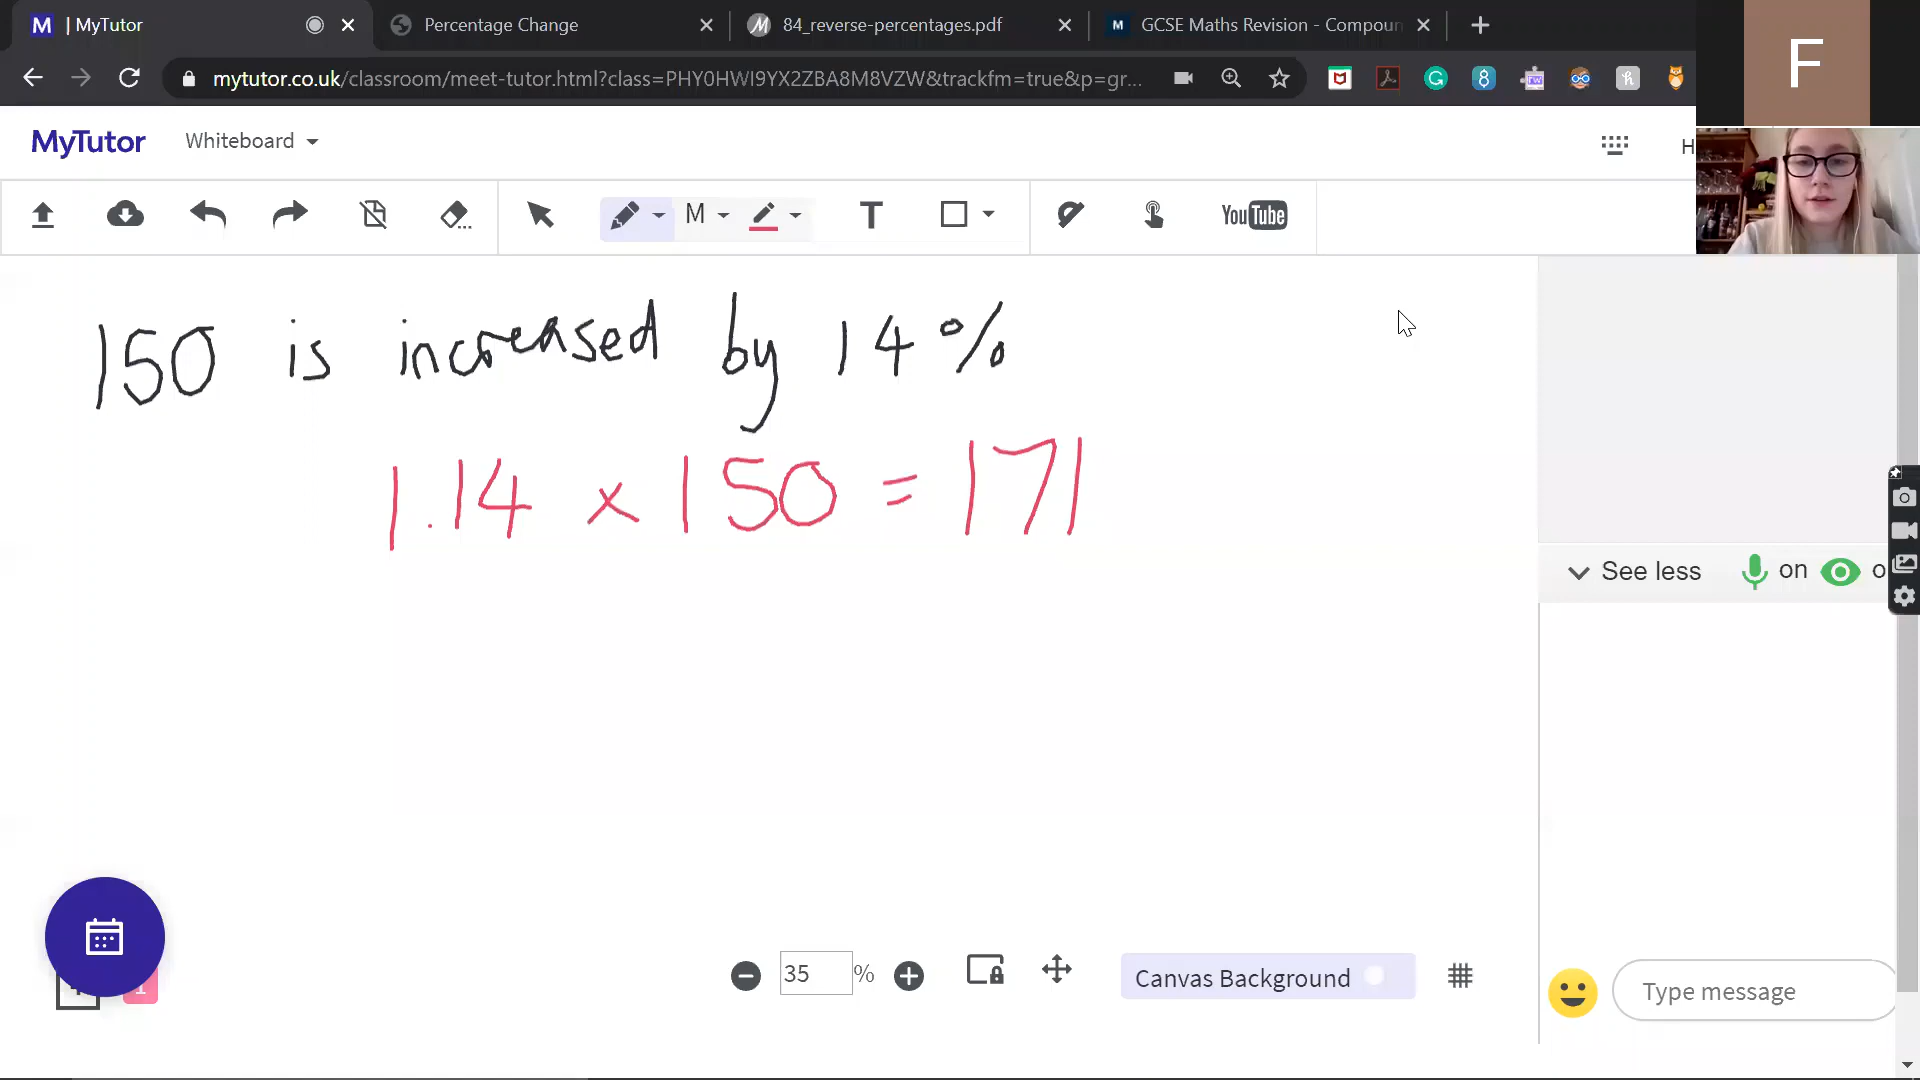 | MyTutor
Percentage Change
84_reverse-percentages.pdf
GCSE Maths Revision - Compoun
mytutor.co.uk/classroom/meet-tutor.html?class=PHY0HWI9YX2ZBA8M8VZW&trackfm=true&p=gr...
F
MyTutor
Whiteboard
H
M
T
YouTube
150 is increased by 14%
1.14 × 150 = 171
See less
on
o
1
35
%
Canvas Background
Type message